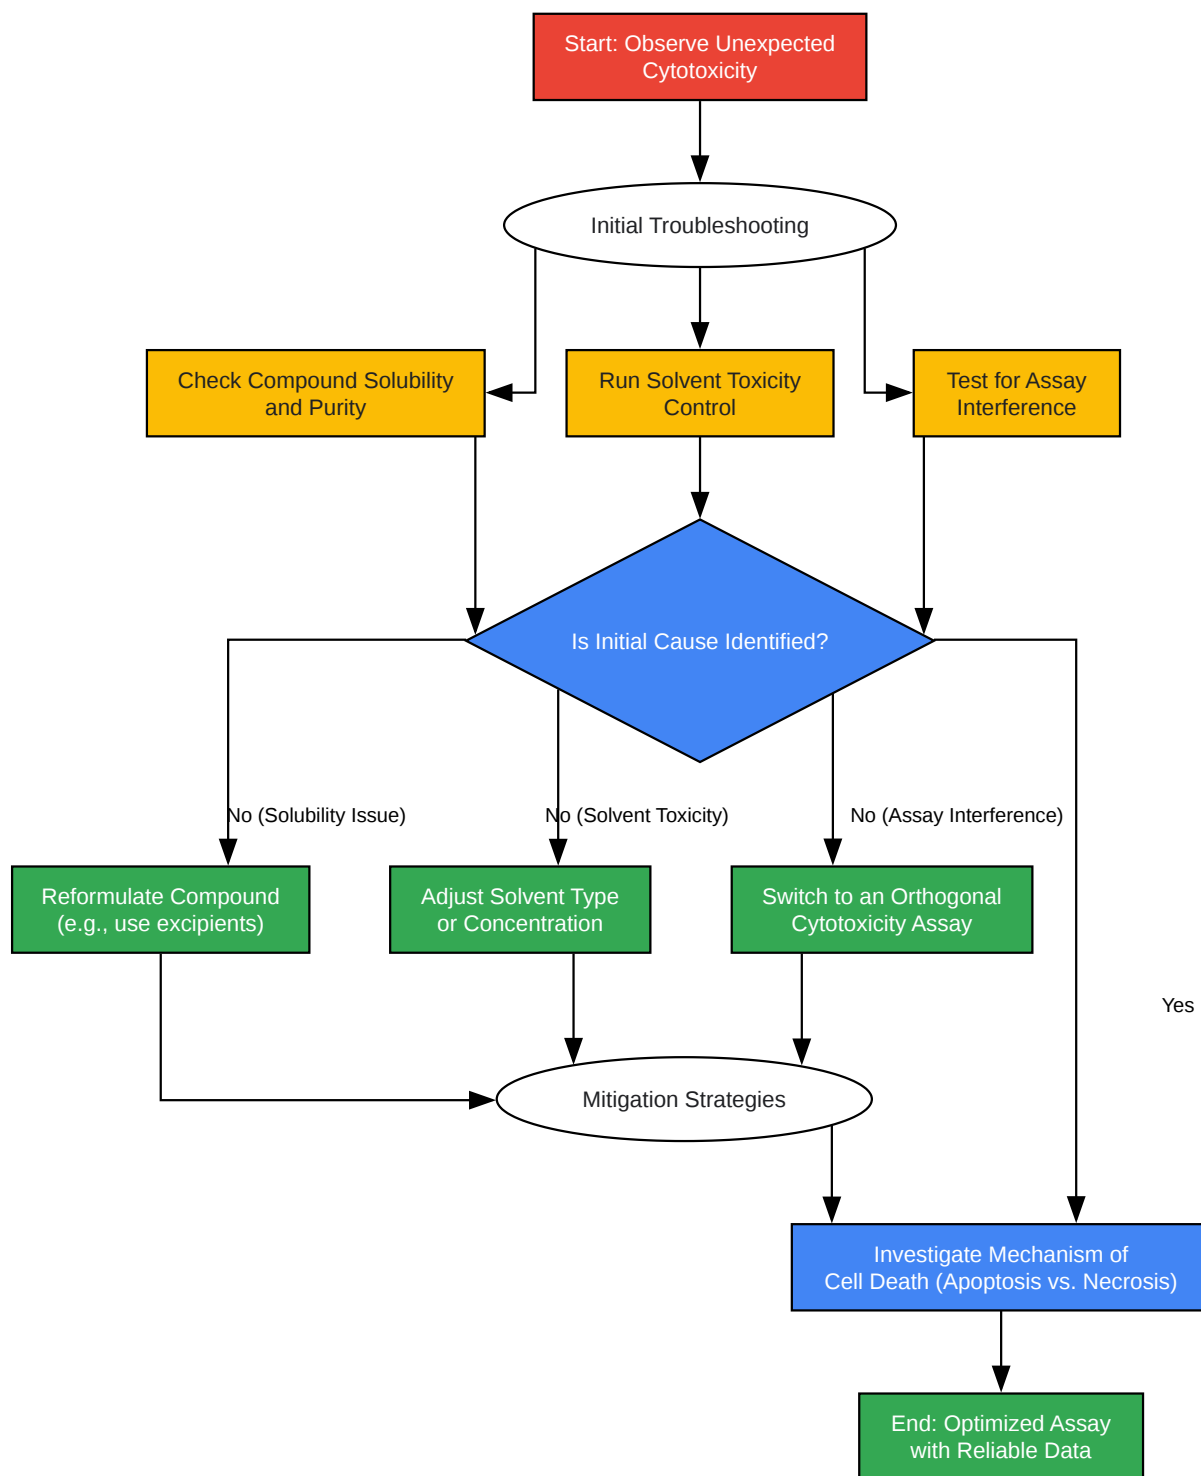 Start: Observe Unexpected
Cytotoxicity
Initial Troubleshooting
Check Compound Solubility
and Purity
Run Solvent Toxicity
Control
Test for Assay
Interference
Is Initial Cause Identified?
No (Solubility Issue)
No (Solvent Toxicity)
No (Assay Interference)
Reformulate Compound
(e.g., use excipients)
Adjust Solvent Type
or Concentration
Switch to an Orthogonal
Cytotoxicity Assay
Yes
Mitigation Strategies
Investigate Mechanism of
Cell Death (Apoptosis vs. Necrosis)
End: Optimized Assay
with Reliable Data